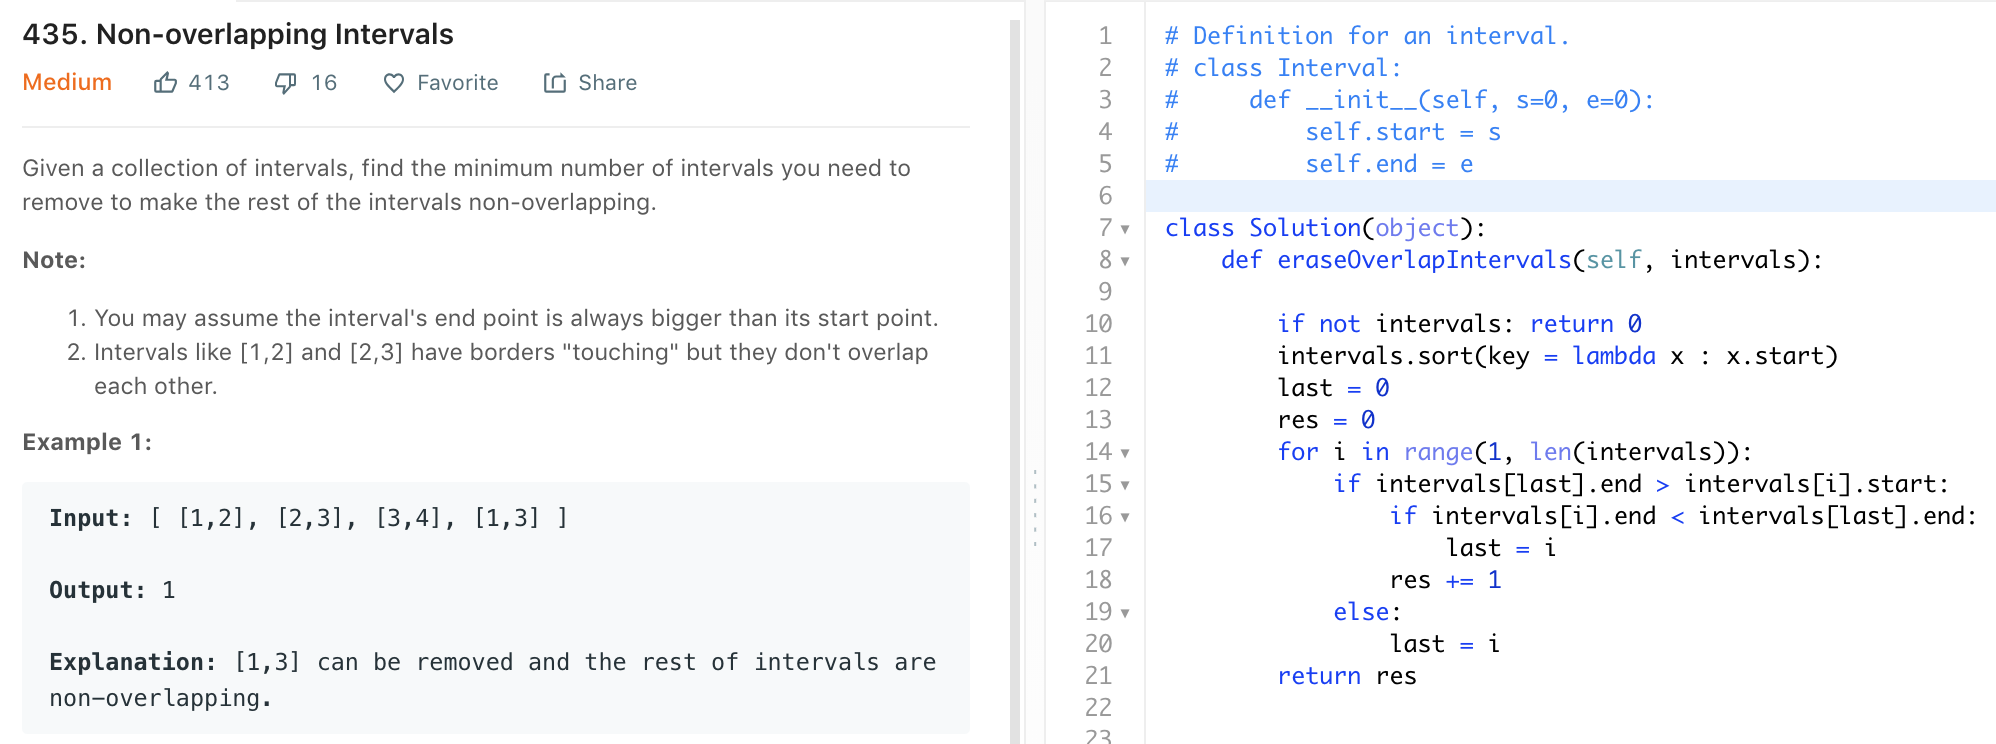 435. Non-overlapping Intervals
Medium 413 16 Favorite Share
Given a collection of intervals, find the minimum number of intervals you need to
remove to make the rest of the intervals non-overlapping.
Note:
1. You may assume the interval's end point is always bigger than its start point.
2. Intervals like [1,2] and [2,3] have borders "touching" but they don't overlap
each other.
Example 1:
Input: [ [1,2], [2,3], [3,4], [1,3] ]
Output: 1
Explanation: [1,3] can be removed and the rest of intervals are
non-overlapping.
1 # Definition for an interval.
2 # class Interval:
3 #     def __init__(self, s=0, e=0):
4 #         self.start = s
5 #         self.end = e
6
7 class Solution(object):
8     def eraseOverlapIntervals(self, intervals):
9
10         if not intervals: return 0
11         intervals.sort(key = lambda x : x.start)
12         last = 0
13         res = 0
14         for i in range(1, len(intervals)):
15             if intervals[last].end > intervals[i].start:
16                 if intervals[i].end < intervals[last].end:
17                     last = i
18                 res += 1
19             else:
20                 last = i
21         return res
22
23